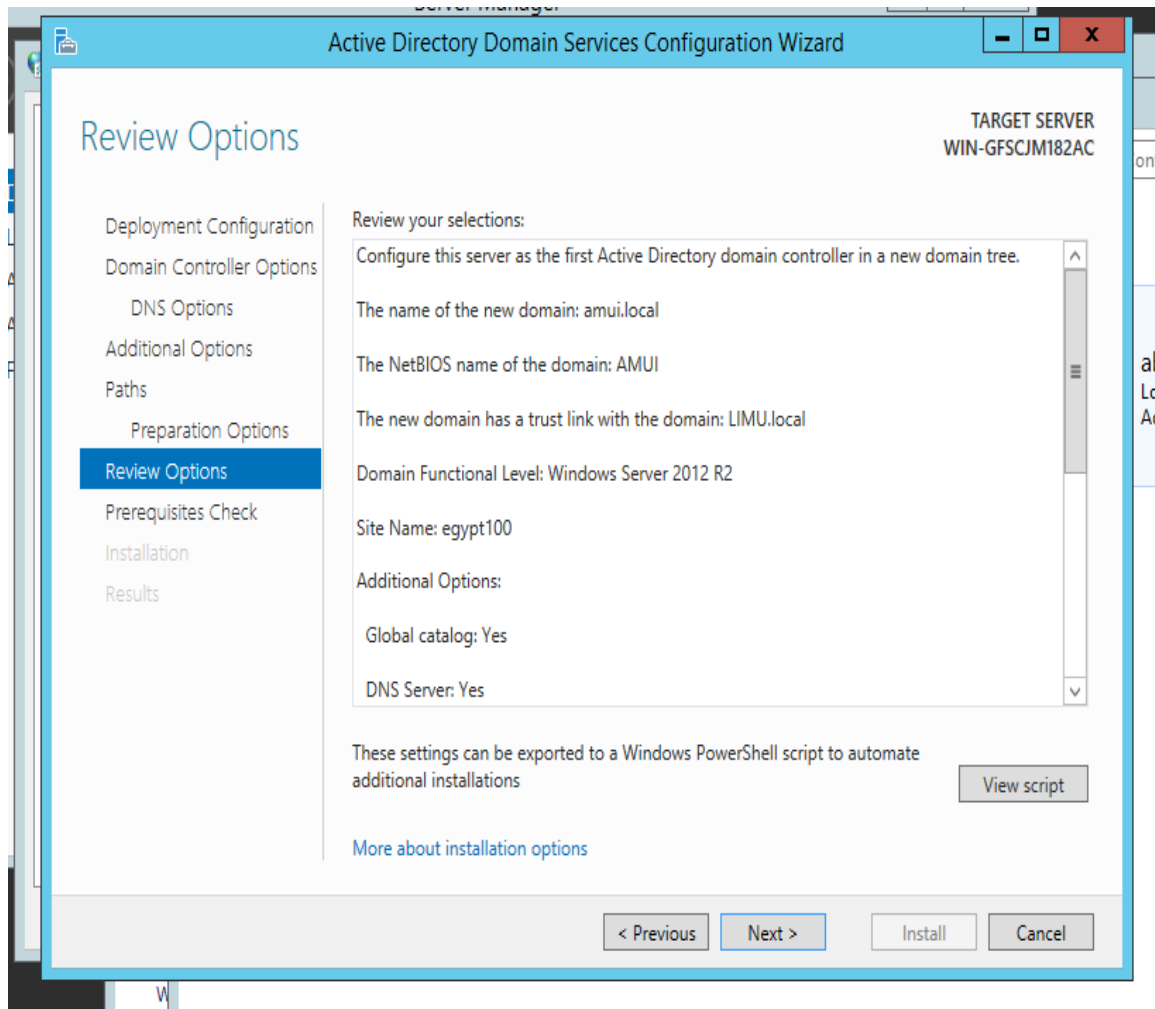 Server Manager
Active Directory Domain Services Configuration Wizard
Review Options
TARGET SERVER
WIN-GFSCJM182AC
Deployment Configuration
Domain Controller Options
DNS Options
Additional Options
Paths
Preparation Options
Review Options
Prerequisites Check
Installation
Results
Review your selections:
Configure this server as the first Active Directory domain controller in a new domain tree.
The name of the new domain: amui.local
The NetBIOS name of the domain: AMUI
The new domain has a trust link with the domain: LIMU.local
Domain Functional Level: Windows Server 2012 R2
Site Name: egypt100
Additional Options:
Global catalog: Yes
DNS Server: Yes
These settings can be exported to a Windows PowerShell script to automate
additional installations
View script
More about installation options
< Previous
Next >
Install
Cancel